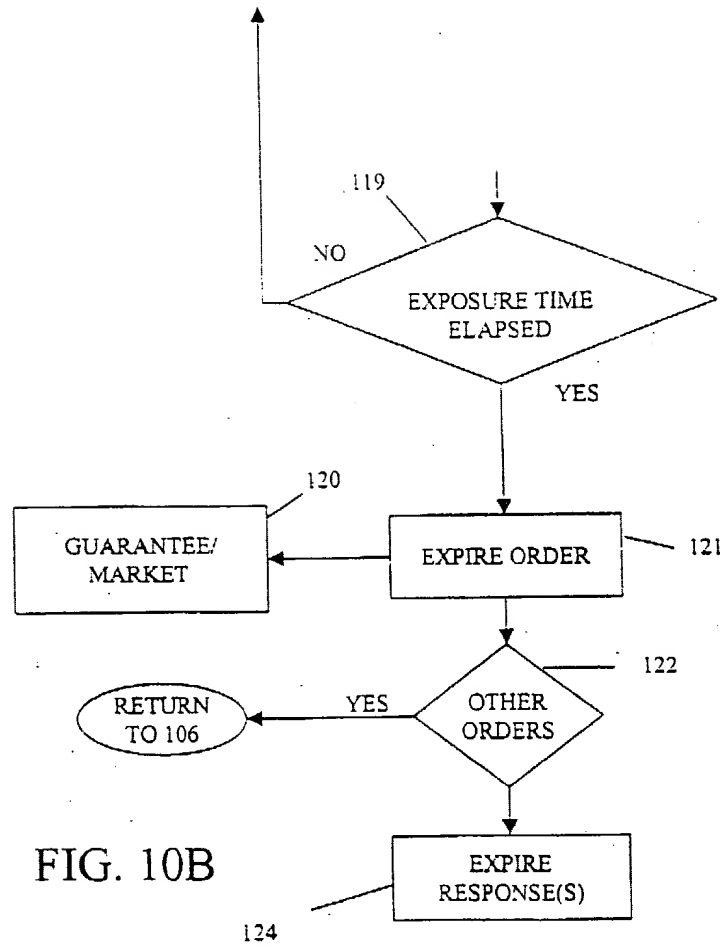 119
NO
EXPOSURE TIME
ELAPSED
YES
120
GUARANTEE/
MARKET
EXPIRE ORDER
121
122
RETURN
TO 106
YES
OTHER
ORDERS
FIG. 10B
EXPIRE
RESPONSE(S)
124